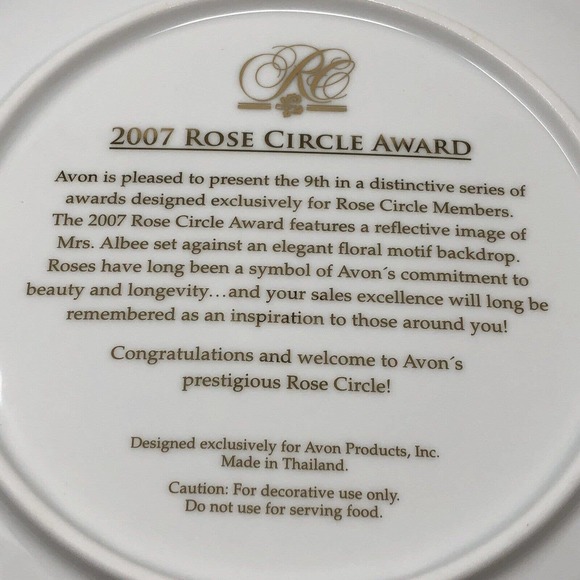 RC
2007 Rose Circle Award
Avon is pleased to present the 9th in a distinctive series of
awards designed exclusively for Rose Circle Members.
The 2007 Rose Circle Award features a reflective image of
Mrs. Albee set against an elegant floral motif backdrop.
Roses have long been a symbol of Avon´s commitment to
beauty and longevity...and your sales excellence will long be
remembered as an inspiration to those around you!
Congratulations and welcome to Avon´s
prestigious Rose Circle!
Designed exclusively for Avon Products, Inc.
Made in Thailand.
Caution: For decorative use only.
Do not use for serving food.